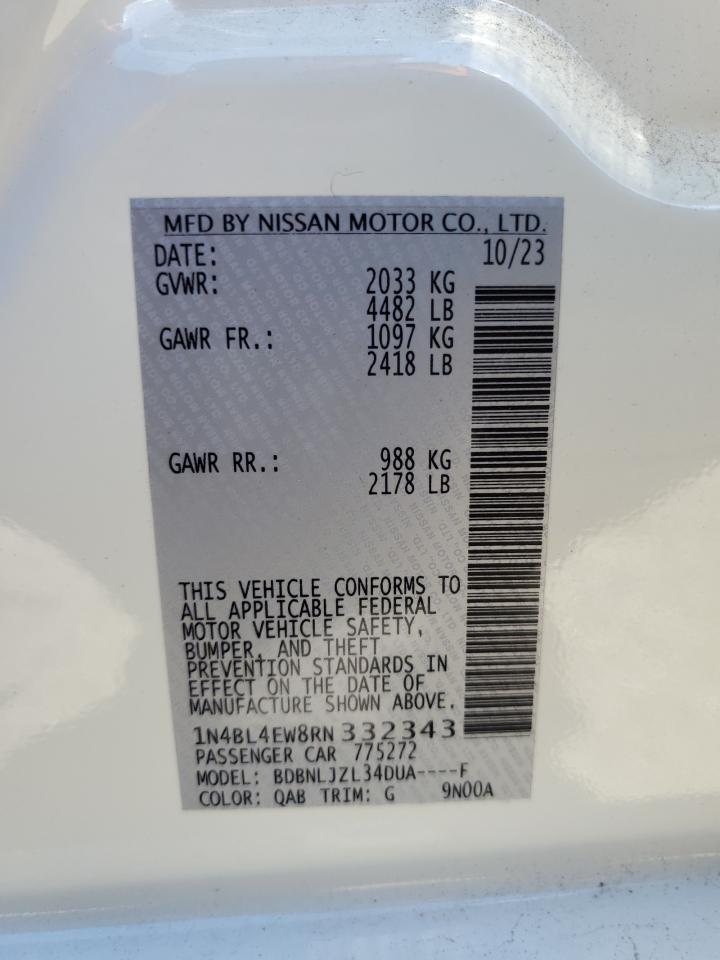 MFD BY NISSAN MOTOR CO., LTD.
DATE: 10/23
GVWR: 2033 KG
4482 LB
GAWR FR.: 1097 KG
2418 LB
GAWR RR.: 988 KG
2178 LB
THIS VEHICLE CONFORMS TO
ALL APPLICABLE FEDERAL
MOTOR VEHICLE SAFETY,
BUMPER, AND THEFT
PREVENTION STANDARDS IN
EFFECT ON THE DATE OF
MANUFACTURE SHOWN ABOVE.
1N4BL4EW8RN332343
PASSENGER CAR 775272
MODEL: BDBNLJZL34DUA----F
COLOR: QAB TRIM: G 9N00A